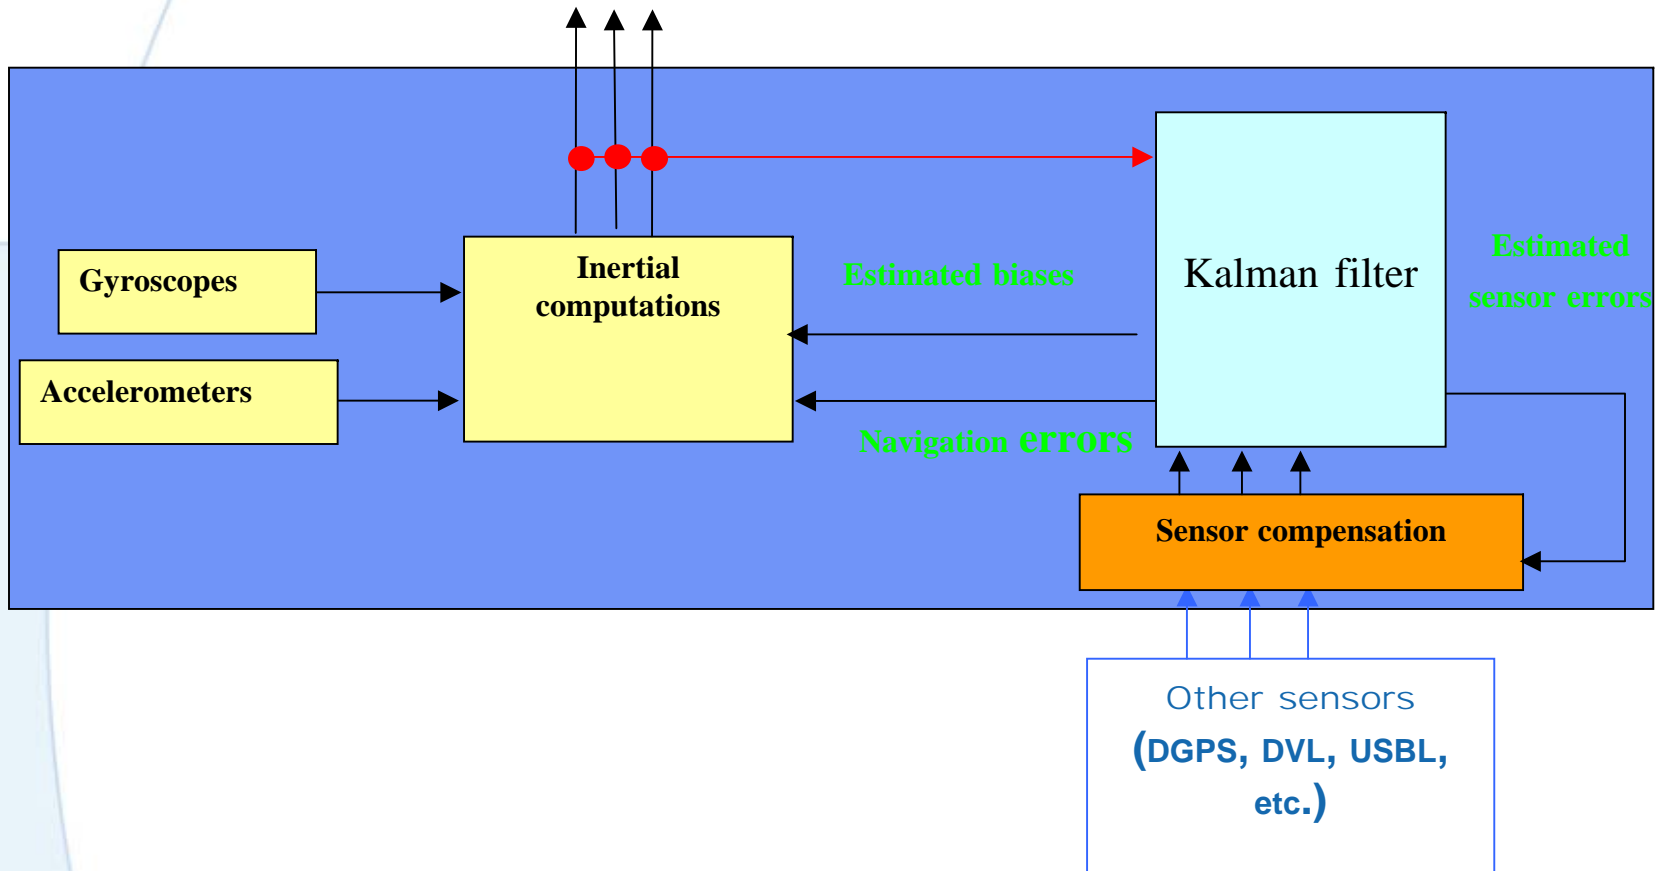 Gyroscopes
Accelerometers
Inertial
computations
Estimated biases
Navigation errors
Kalman filter
Estimated
sensor errors
Sensor compensation
Other sensors
(DGPS, DVL, USBL,
etc.)